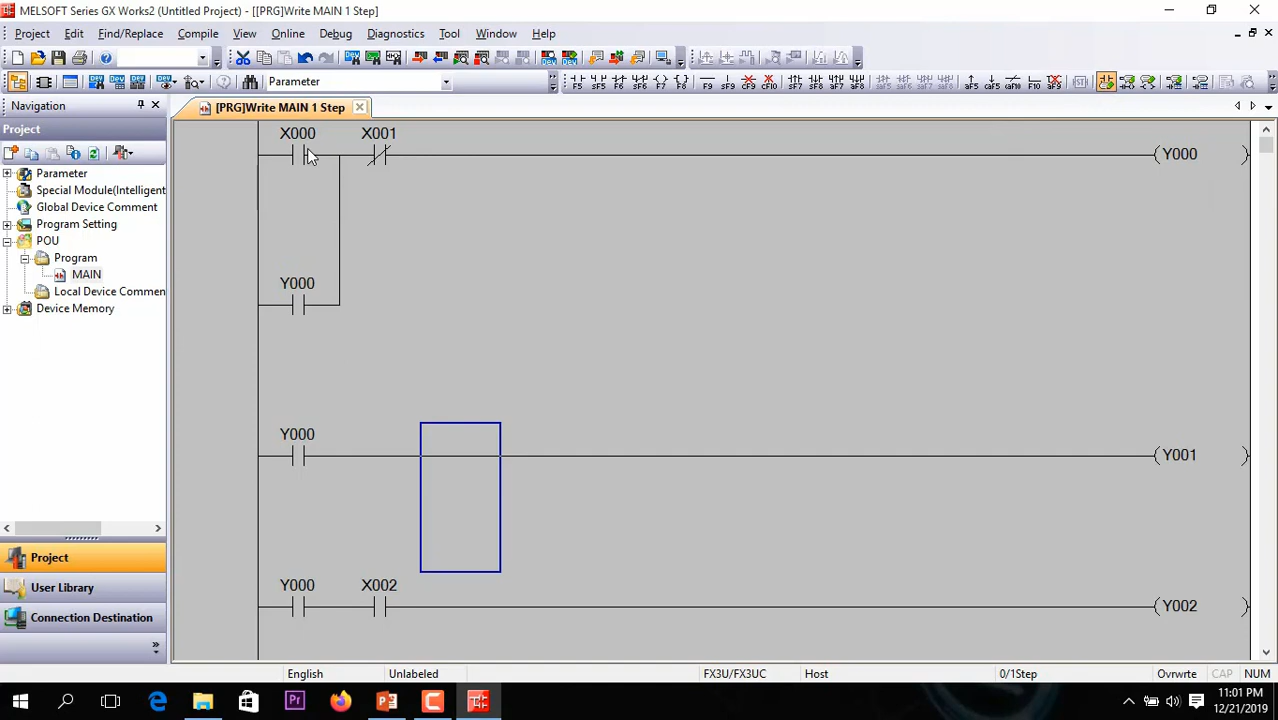 MELSOFT Series GX Works2 (Untitled Project) - [[PRG]Write MAIN 1 Step]
Project Edit Find/Replace Compile View Online Debug Diagnostics Tool Window Help
Parameter
Navigation
[PRG]Write MAIN 1 Step
Project
Parameter
Special Module(Intelligent
Global Device Comment
Program Setting
POU
Program
MAIN
Local Device Commen
Device Memory
Project
User Library
Connection Destination
X000 X001
Y000
Y000
Y000
Y001
Y000 X002
Y002
English Unlabeled FX3U/FX3UC Host 0/1Step Ovrwrte CAP NUM
11:01 PM
12/21/2019